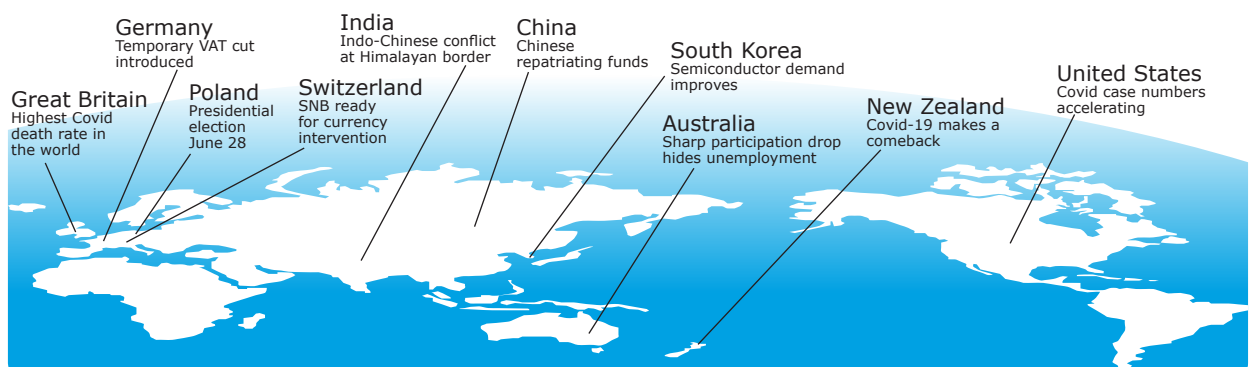 Germany
Temporary VAT cut
introduced
India
Indo-Chinese conflict
at Himalayan border
China
Chinese
repatriating funds
South Korea
Semiconductor demand
improves
United States
Covid case numbers
accelerating
Great Britain
Highest Covid
death rate in
the world
Poland
Presidential
election
June 28
Switzerland
SNB ready
for currency
intervention
Australia
Sharp participation drop
hides unemployment
New Zealand
Covid-19 makes a
comeback